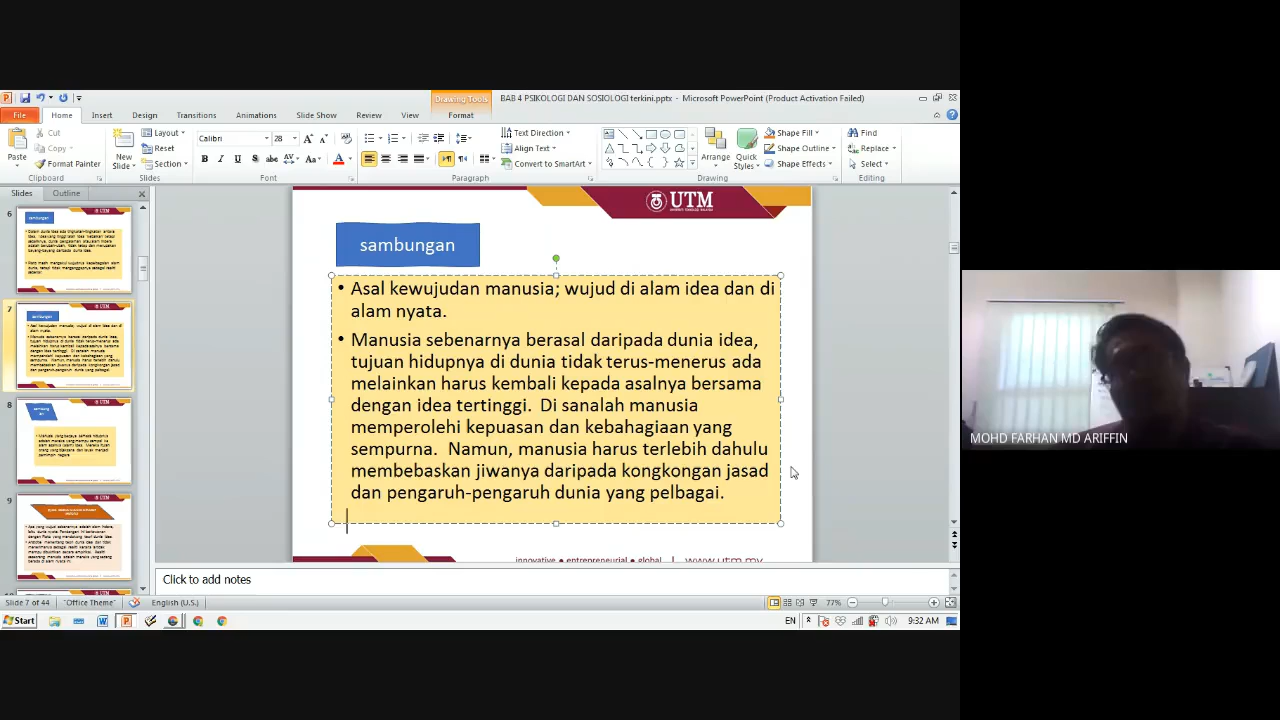 Drawing Tools
BAB 4 PSIKOLOGI DAN SOSIOLOGI terkini.pptx - Microsoft PowerPoint (Product Activation Failed)
File Home Insert Design Transitions Animations Slide Show Review View Format
Cut
Copy
Format Painter
Paste
Clipboard
New Slide
Layout
Reset
Section
Slides
Calibri 28
Font
Text Direction
Align Text
Convert to SmartArt
Paragraph
Arrange
Quick Styles
Shape Fill
Shape Outline
Shape Effects
Drawing
Find
Replace
Select
Editing
Slides Outline
6
7
8
9
UTM
sambungan
• Asal kewujudan manusia; wujud di alam idea dan di
alam nyata.
• Manusia sebenarnya berasal daripada dunia idea,
tujuan hidupnya di dunia tidak terus-menerus ada
melainkan harus kembali kepada asalnya bersama
dengan idea tertinggi. Di sanalah manusia
memperolehi kepuasan dan kebahagiaan yang
sempurna. Namun, manusia harus terlebih dahulu
membebaskan jiwanya daripada kongkongan jasad
dan pengaruh-pengaruh dunia yang pelbagai.
innovative ● entrepreneurial ● global | www.utm.my
Click to add notes
Slide 7 of 44 "Office Theme" English (U.S.) 77%
Start EN 9:32 AM
MOHD FARHAN MD ARIFFIN